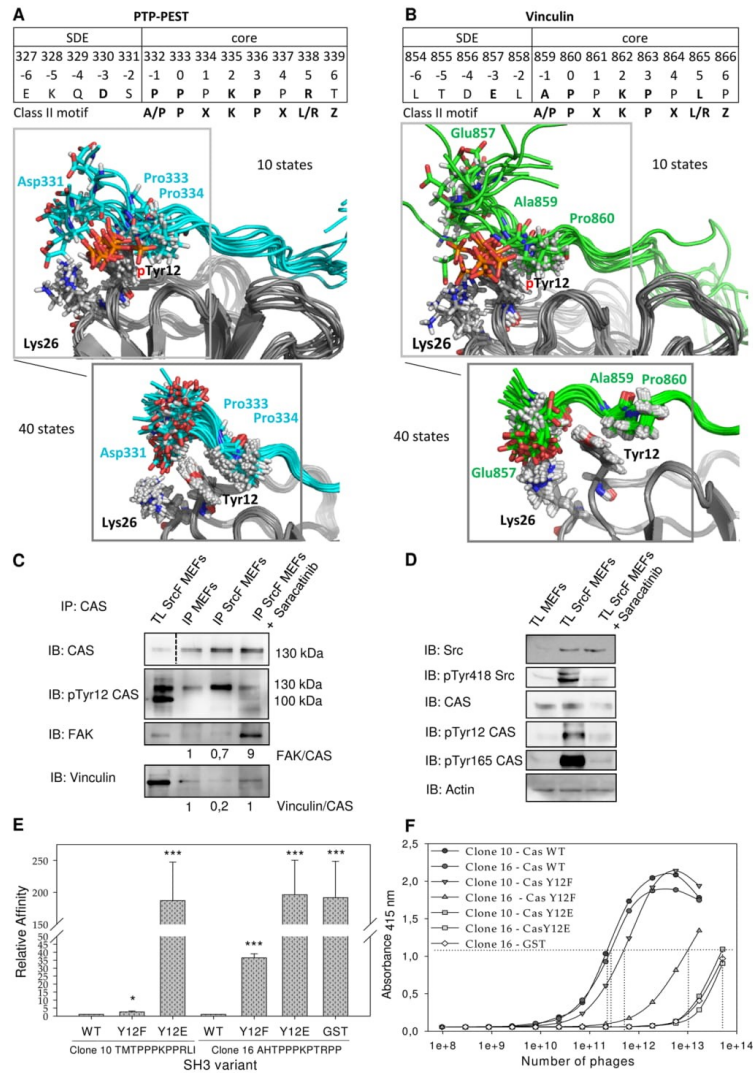 A PTP-PEST
SDE core
327 328 329 330 331 332 333 334 335 336 337 338 339
-6 -5 -4 -3 -2 -1 0 1 2 3 4 5 6
E K Q D S P P P K P P R T
Class II motif A/P P X K P X L/R Z
10 states
Asp331
Pro333
Pro334
pTyr12
Lys26
40 states
Pro333
Pro334
Asp331
Tyr12
Lys26
B Vinculin
SDE core
854 855 856 857 858 859 860 861 862 863 864 865 866
-6 -5 -4 -3 -2 -1 0 1 2 3 4 5 6
L T D E L A P P K P P L P
Class II motif A/P P X K P X L/R Z
Glu857
10 states
Ala859
Pro860
pTyr12
Lys26
40 states
Ala859
Pro860
Glu857
Tyr12
Lys26
C
IP: CAS
TL SrcF MEFs
IP MEFs
IP SrcF MEFs
IP SrcF MEFs
+ Saracatinib
IB: CAS 130 kDa
IB: pTyr12 CAS 130 kDa
100 kDa
IB: FAK
1 0,7 9 FAK/CAS
IB: Vinculin
1 0,2 1 Vinculin/CAS
D
TL MEFs
TL SrcF MEFs
TL SrcF MEFs
+ Saracatinib
IB: Src
IB: pTyr418 Src
IB: CAS
IB: pTyr12 CAS
IB: pTyr165 CAS
IB: Actin
E
Relative Affinity
250
200
150
50
45
40
35
30
25
20
15
10
5
0
* *** *** *** ***
WT Y12F Y12E WT Y12F Y12E GST
Clone 10 TMTPPPKPPRLI Clone 16 AHTPPPKPTRPP
SH3 variant
F
Absorbance 415 nm
2,5
2,0
1,5
1,0
0,5
0,0
Clone 10 - Cas WT
Clone 16 - Cas WT
Clone 10 - Cas Y12F
Clone 16 - Cas Y12F
Clone 10 - Cas Y12E
Clone 16 - CasY12E
Clone 16 - GST
1e+8 1e+9 1e+10 1e+11 1e+12 1e+13 1e+14
Number of phages